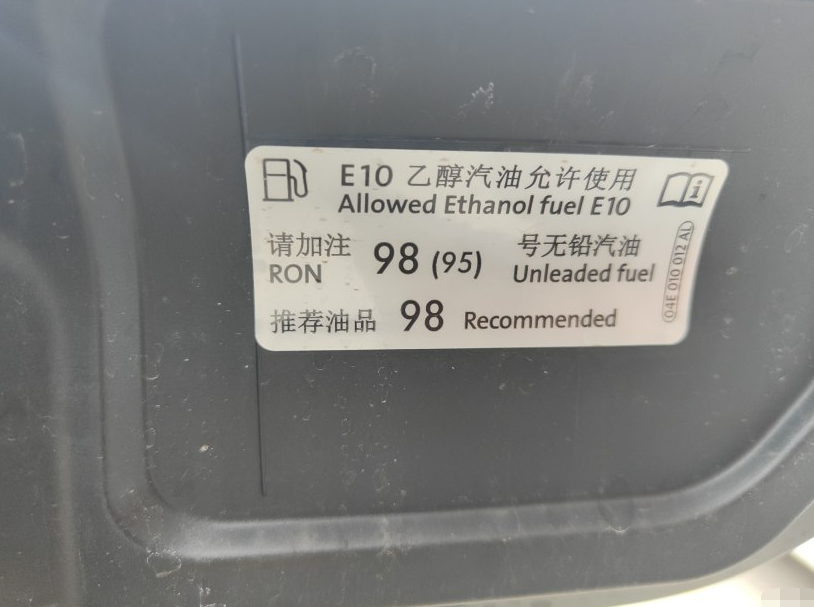 E10 乙醇汽油允许使用
Allowed Ethanol fuel E10
请加注 98 (95) 号无铅汽油
RON Unleaded fuel
推荐油品 98 Recommended
04E 010 012 AL